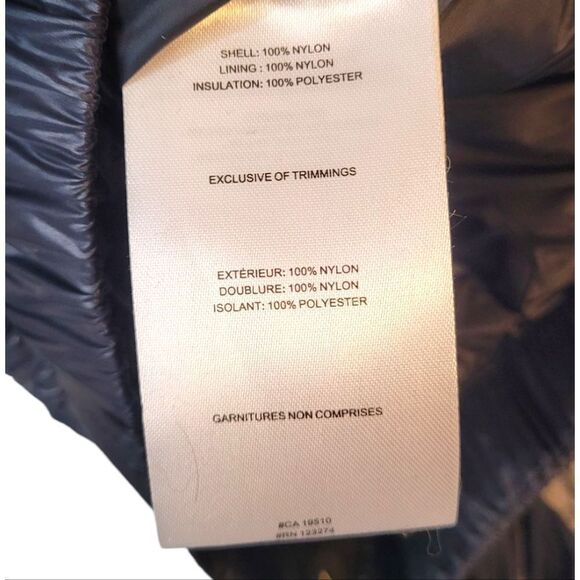 SHELL: 100% NYLON
LINING : 100% NYLON
INSULATION: 100% POLYESTER
EXCLUSIVE OF TRIMMINGS
EXTÉRIEUR: 100% NYLON
DOUBLURE: 100% NYLON
ISOLANT: 100% POLYESTER
GARNITURES NON COMPRISES
#CA 19510
#RN 123274